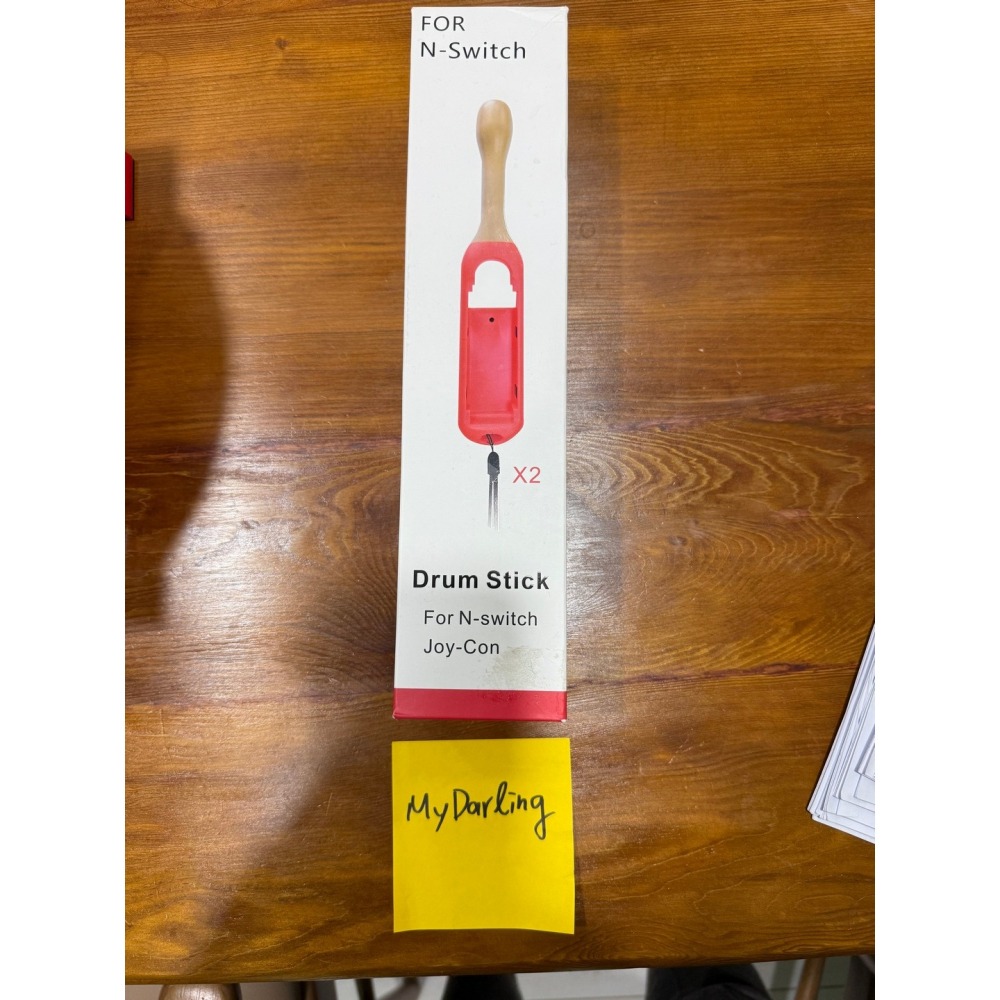 FOR
N-Switch
X2
Drum Stick
For N-switch
Joy-Con
MyDarling